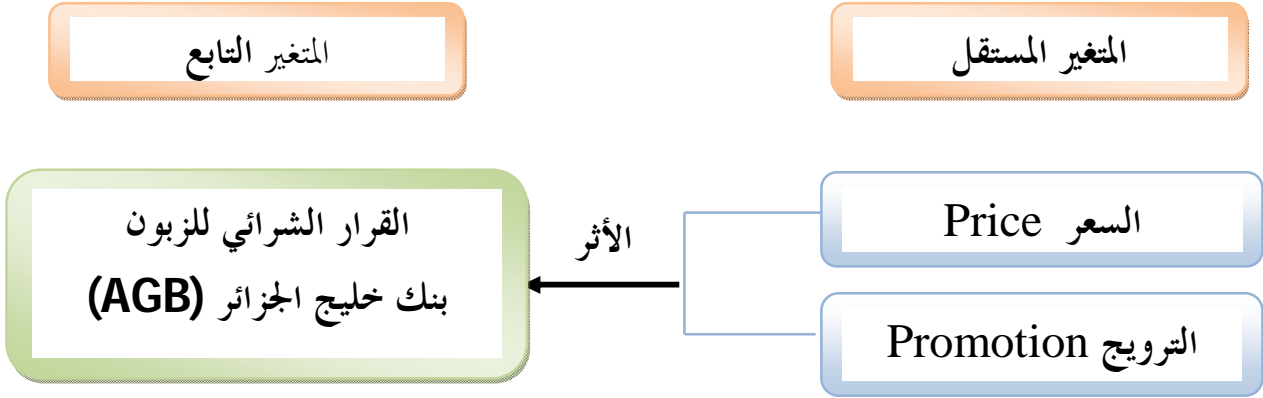 المتغير المستقل
المتغير التابع
السعر Price
الترويج Promotion
الأثر
القرار الشرائي للزبون
بنك خليج الجزائر (AGB)